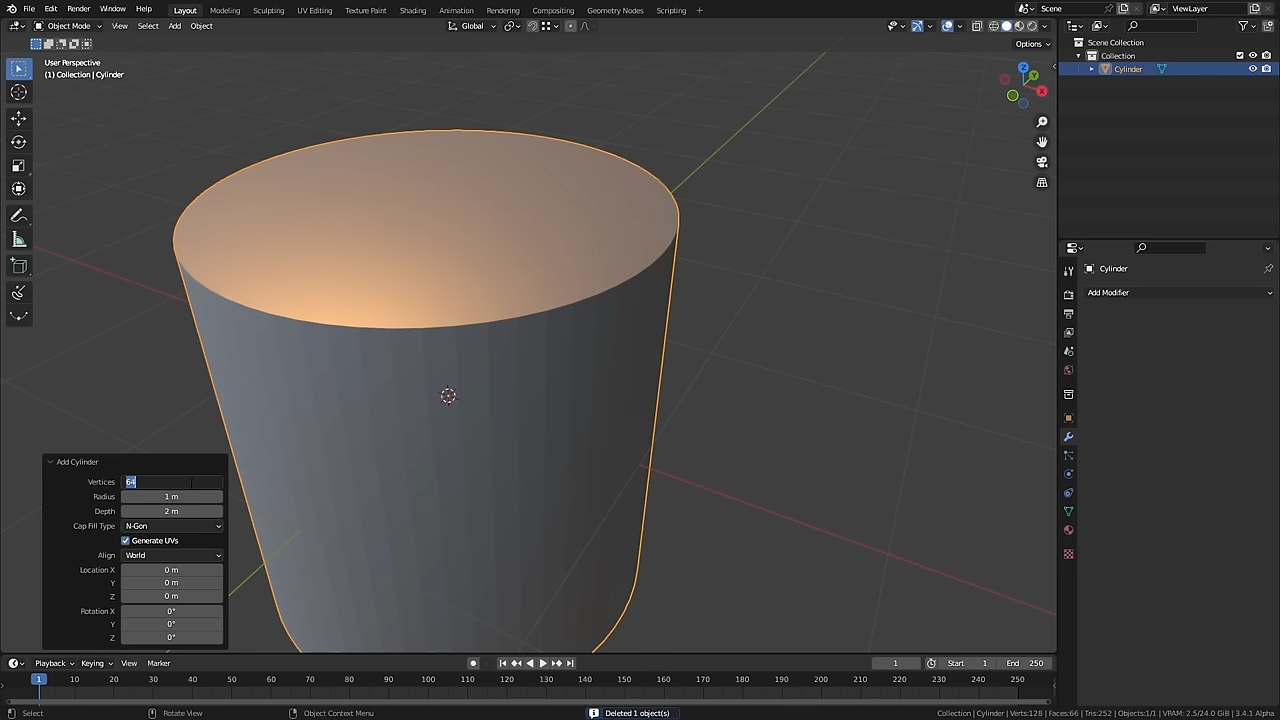 File Edit Render Window Help Layout Modeling Sculpting UV Editing Texture Paint Shading Animation Rendering Compositing Geometry Nodes Scripting + Scene ViewLayer
Object Mode View Select Add Object Global
Options
User Perspective
(1) Collection | Cylinder
Z
Y
X
Scene Collection
Collection
Cylinder
Cylinder
Add Modifier
Add Cylinder
Vertices 64
Radius 1 m
Depth 2 m
Cap Fill Type N-Gon
Generate UVs
Align World
Location X 0 m
Y 0 m
Z 0 m
Rotation X 0°
Y 0°
Z 0°
Playback Keying View Marker 1 Start 1 End 250
1 10 20 30 40 50 60 70 80 90 100 110 120 130 140 150 160 170 180 190 200 210 220 230 240 250
Select Rotate View Object Context Menu Deleted 1 object(s) Collection | Cylinder | Verts:128 | Faces:66 | Tris:252 | Objects:1/1 | VRAM: 2.5/24.0 GiB | 3.4.1 Alpha